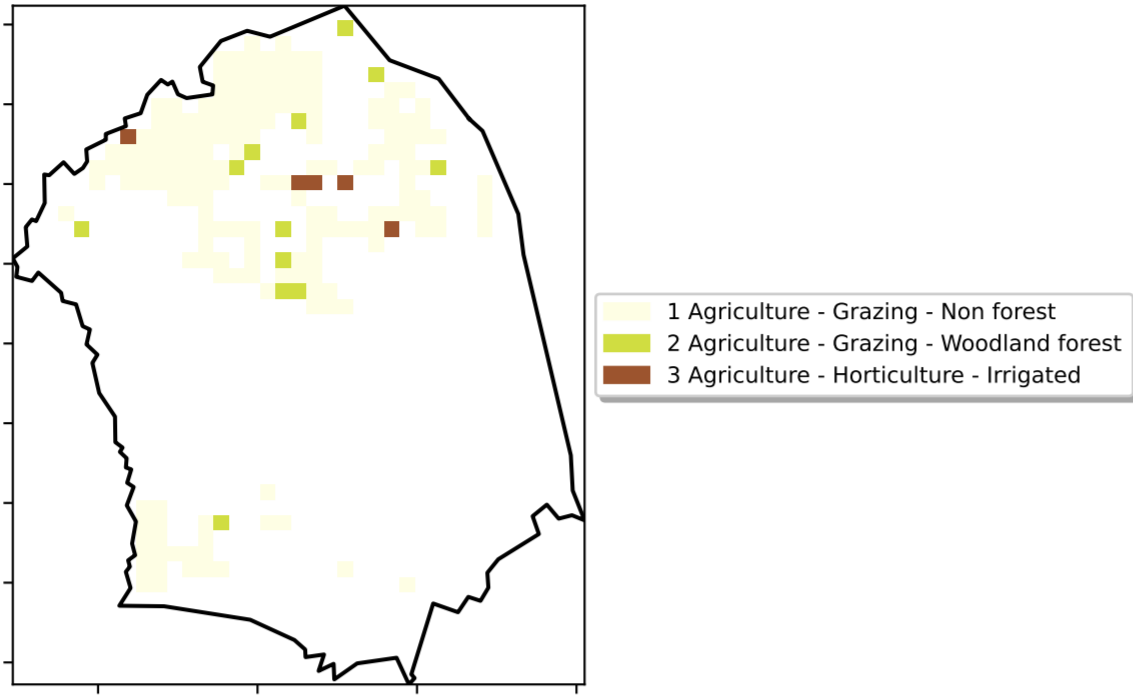 1 Agriculture - Grazing - Non forest
2 Agriculture - Grazing - Woodland forest
3 Agriculture - Horticulture - Irrigated